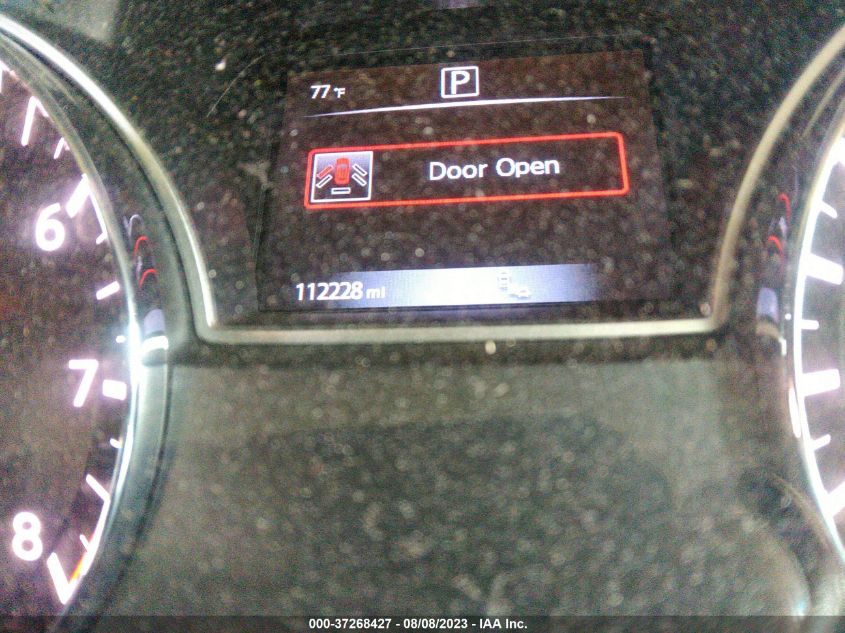 77 °F
P
Door Open
112228 mi
6
7
8
000-37268427 - 08/08/2023 - IAA Inc.